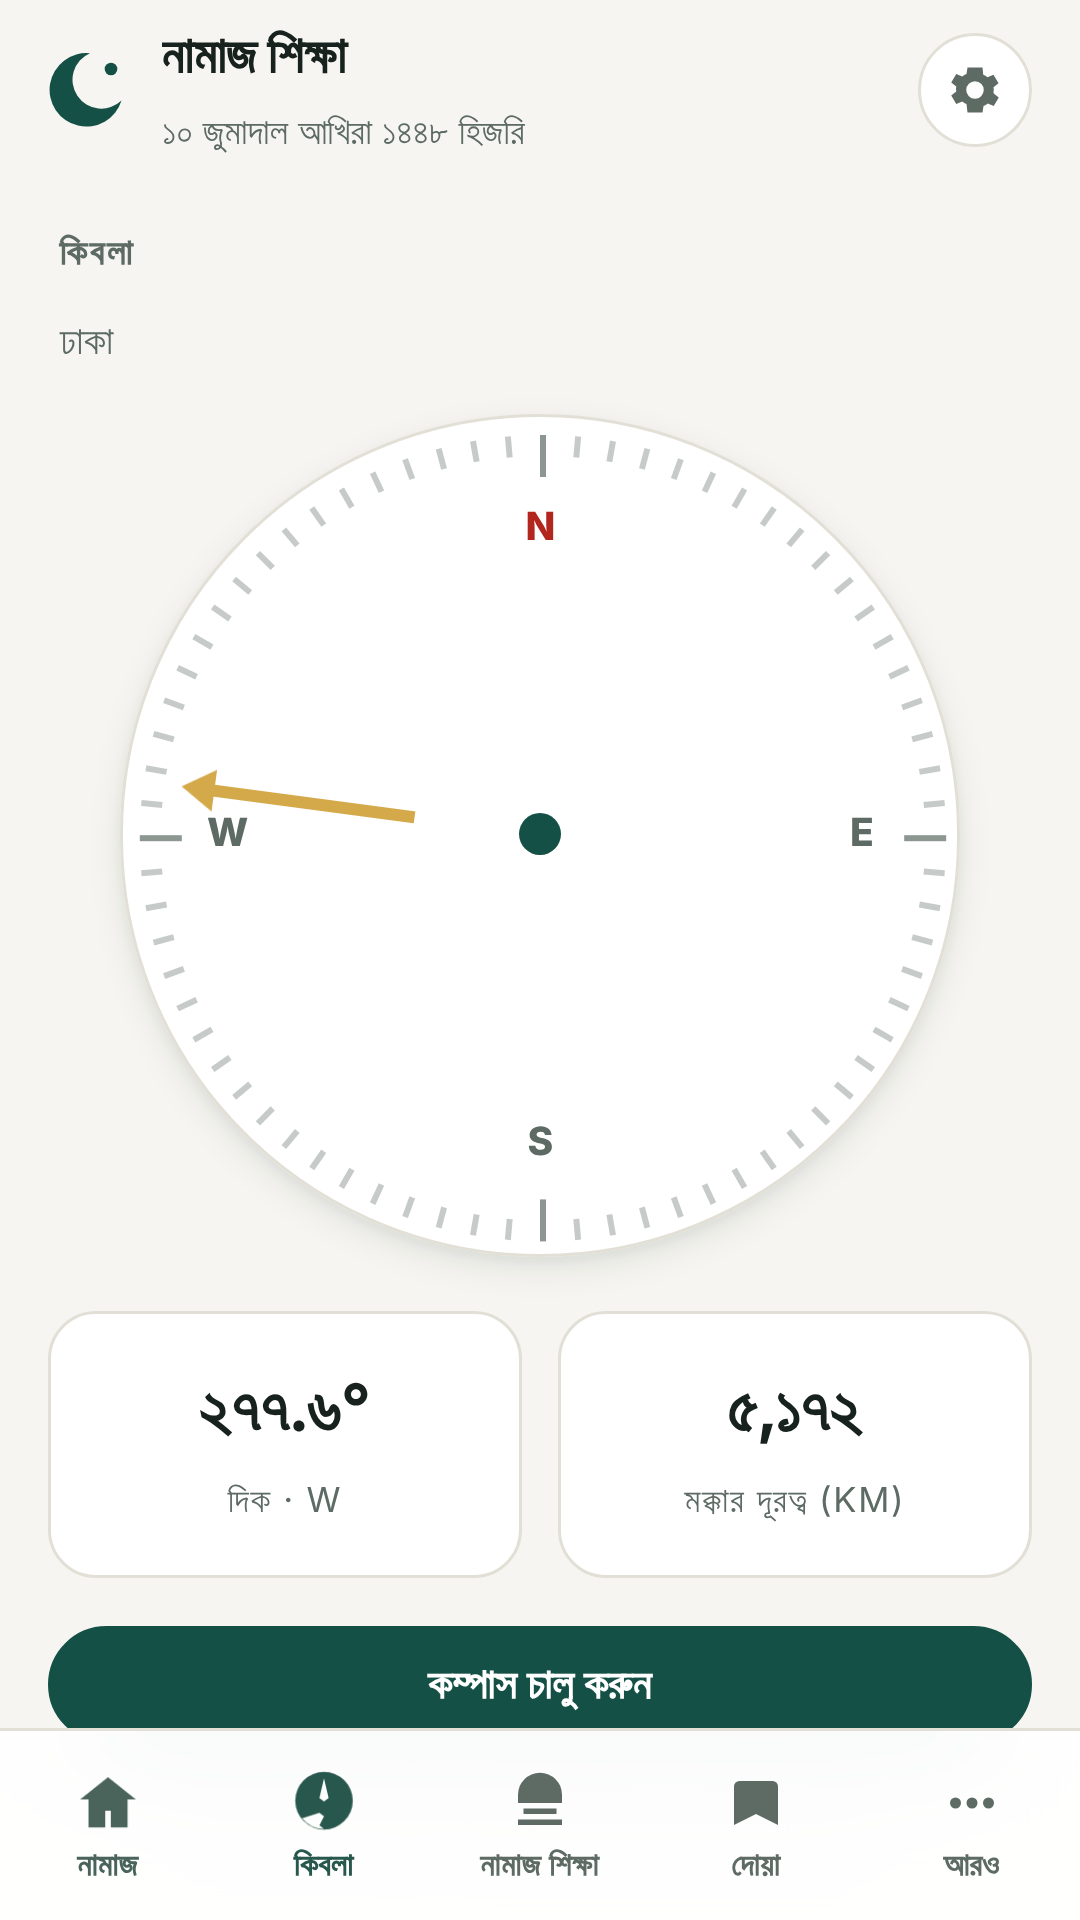 নামাজ শিক্ষা
১০ জুমাদাল আখিরা ১৪৪৮ হিজরি
কিবলা
ঢাকা
N
W
E
S
২৭৭.৬°
দিক · W
৫,১৭২
মক্কার দূরত্ব (KM)
কম্পাস চালু করুন
নামাজ
কিবলা
নামাজ শিক্ষা
দোয়া
আরও